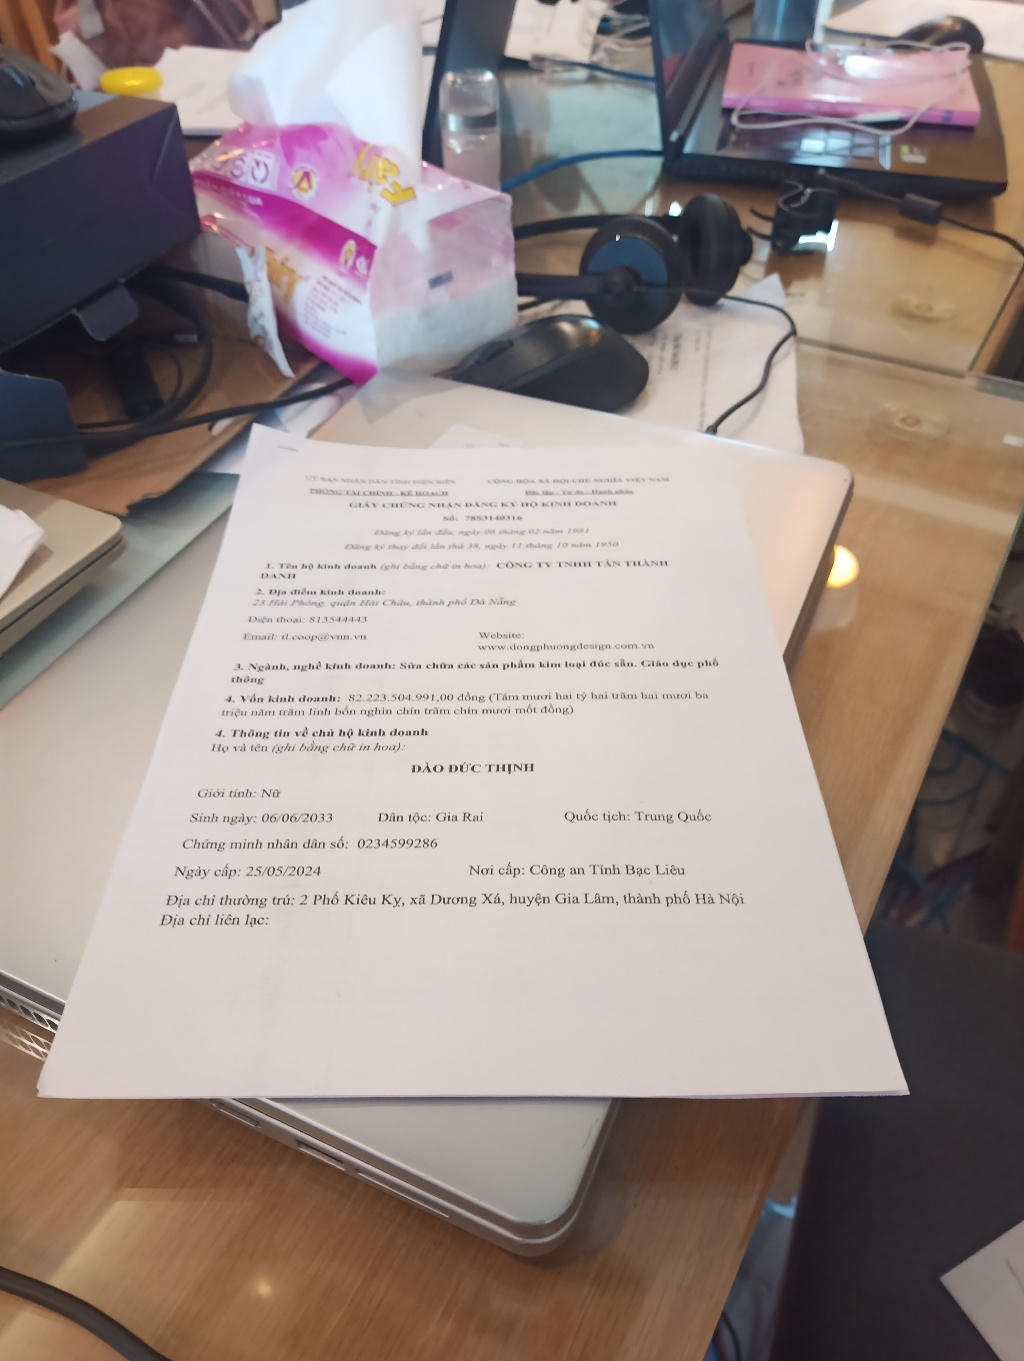 ỦY BAN NHÂN DÂN TỈNH ĐIỆN BIÊN CỘNG HÒA XÃ HỘI CHỦ NGHĨA VIỆT NAM
PHÒNG TÀI CHÍNH - KẾ HOẠCH Độc lập - Tự do - Hạnh phúc
GIẤY CHỨNG NHẬN ĐĂNG KÝ HỘ KINH DOANH
Số: 7853140316
Đăng ký lần đầu, ngày 08 tháng 02 năm 1981
Đăng ký thay đổi lần thứ 38, ngày 11 tháng 10 năm 1950
1. Tên hộ kinh doanh (ghi bằng chữ in hoa): CÔNG TY TNHH TÂN THÀNH
DANH
2. Địa điểm kinh doanh:
23 Hải Phòng, quận Hải Châu, thành phố Đà Nẵng
Điện thoại: 813544443
Email: tl.coop@vnn.vn Website:
www.dongphuongdesign.com.vn
3. Ngành, nghề kinh doanh: Sửa chữa các sản phẩm kim loại đúc sẵn. Giáo dục phổ
thông
4. Vốn kinh doanh: 82.223.504.991,00 đồng (Tám mươi hai tỷ hai trăm hai mươi ba
triệu năm trăm linh bốn nghìn chín trăm chín mươi mốt đồng)
4. Thông tin về chủ hộ kinh doanh
Họ và tên (ghi bằng chữ in hoa):
ĐÀO ĐỨC THỊNH
Giới tính: Nữ
Sinh ngày: 06/06/2033 Dân tộc: Gia Rai Quốc tịch: Trung Quốc
Chứng minh nhân dân số: 0234599286
Ngày cấp: 25/05/2024 Nơi cấp: Công an Tỉnh Bạc Liêu
Địa chỉ thường trú: 2 Phố Kiêu Kỵ, xã Dương Xá, huyện Gia Lâm, thành phố Hà Nội
Địa chỉ liên lạc: